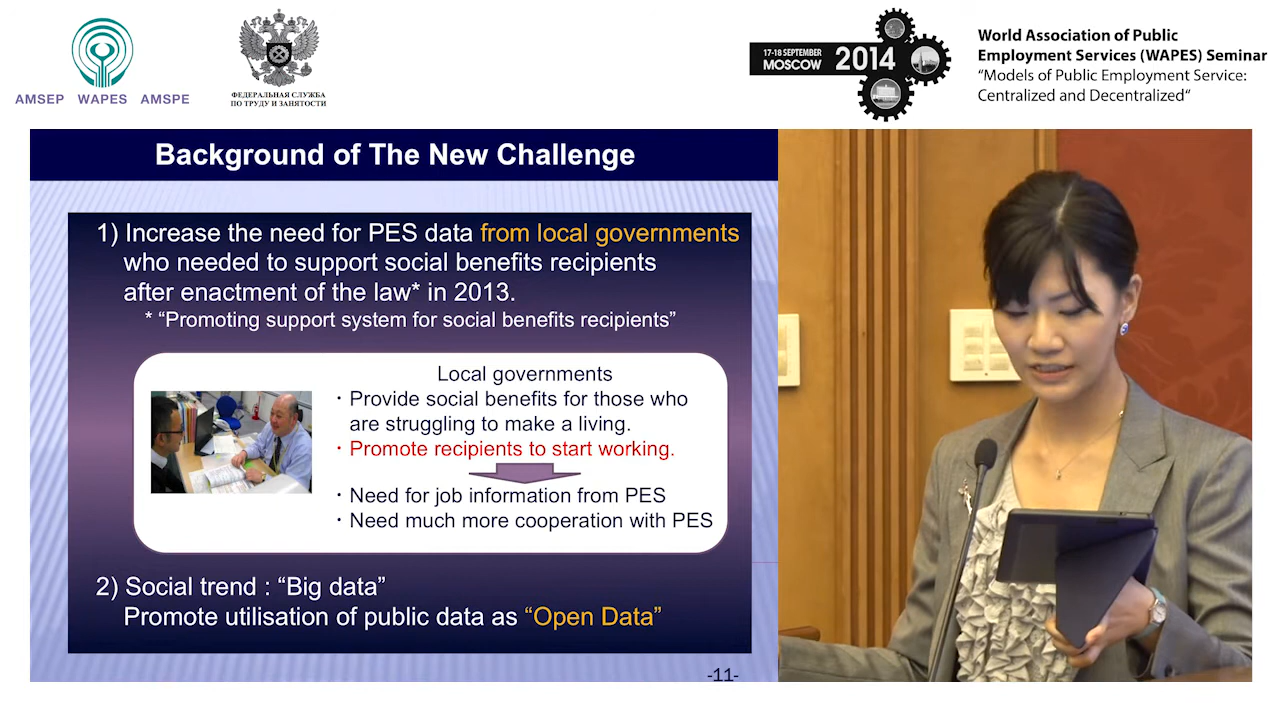 AMSEP WAPES AMSPE
ФЕДЕРАЛЬНАЯ СЛУЖБА
ПО ТРУДУ И ЗАНЯТОСТИ
17-18 SEPTEMBER
MOSCOW 2014
World Association of Public
Employment Services (WAPES) Seminar
“Models of Public Employment Service:
Centralized and Decentralized“
Background of The New Challenge
1) Increase the need for PES data from local governments
who needed to support social benefits recipients
after enactment of the law* in 2013.
* “Promoting support system for social benefits recipients”
Local governments
・Provide social benefits for those who
are struggling to make a living.
・Promote recipients to start working.
・Need for job information from PES
・Need much more cooperation with PES
2) Social trend : “Big data”
Promote utilisation of public data as “Open Data”
-11-